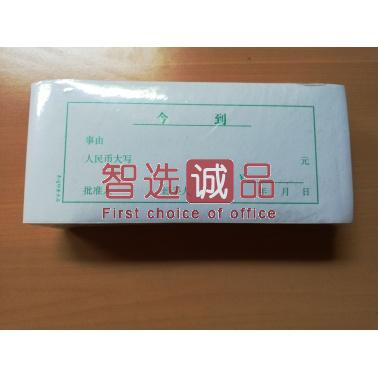 今 到
事由
人民币大写 元
智选诚品
批准人 月 日
First choice of office